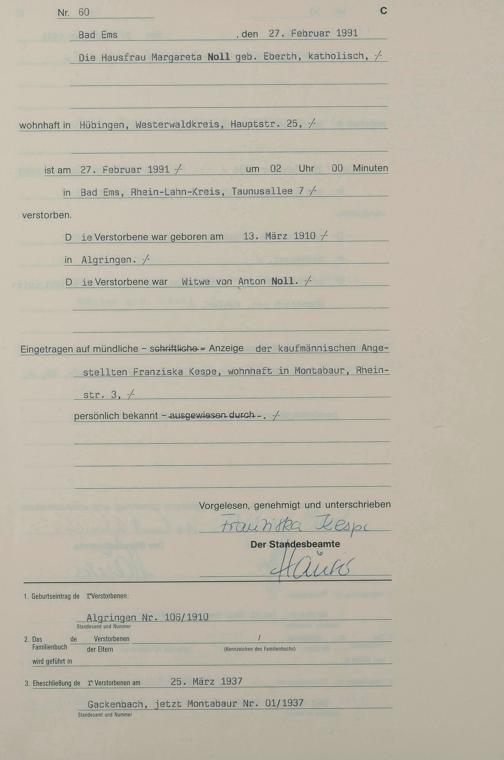 Nr. 60 C
Bad Ems , den 27. Februar 1991
Die Hausfrau Margareta Noll geb. Eberth, katholisch, -/-
wohnhaft in Hübingen, Westerwaldkreis, Hauptstr. 25, -/-
ist am 27. Februar 1991 -/- um 02 Uhr 00 Minuten
in Bad Ems, Rhein-Lahn-Kreis, Taunusallee 7 -/-
verstorben.
D ie Verstorbene war geboren am 13. März 1910 -/-
in Algringen. -/-
D ie Verstorbene war Witwe von Anton Noll. -/-
Eingetragen auf mündliche – schriftliche – Anzeige der kaufmännischen Ange-
stellten Franziska Kespe, wohnhaft in Montabaur, Rhein-
str. 3, -/-
persönlich bekannt – ausgewiesen durch – . -/-
Vorgelesen, genehmigt und unterschrieben
Franziska Kespe
Der Standesbeamte
1. Geburtseintrag de r Verstorbenen:
Algringen Nr. 106/1910
Standesamt und Nummer
2. Das Familienbuch de Verstorbenen /
der Eltern (Kennzeichen des Familienbuchs)
wird geführt in
3. Eheschließung de r Verstorbenen am 25. März 1937
Gackenbach, jetzt Montabaur Nr. 01/1937
Standesamt und Nummer